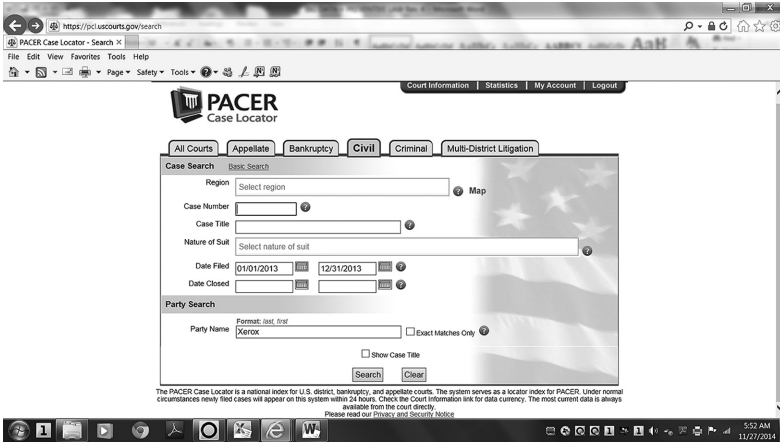 https://pcl.uscourts.gov/search
PACER Case Locator - Search ×
File Edit View Favorites Tools Help
Page Safety Tools
Court Information | Statistics | My Account | Logout
PACER
Case Locator
All Courts Appellate Bankruptcy Civil Criminal Multi-District Litigation
Case Search Basic Search
Region Select region ? Map
Case Number ?
Case Title ?
Nature of Suit Select nature of suit ?
Date Filed 01/01/2013 12/31/2013 ?
Date Closed ?
Party Search
Format: last, first
Party Name Xerox Exact Matches Only ?
Show Case Title
Search Clear
The PACER Case Locator is a national index for U.S. district, bankruptcy, and appellate courts. The system serves as a locator index for PACER. Under normal
circumstances newly filed cases will appear on this system within 24 hours. Check the Court Information link for data currency. The most current data is always
available from the court directly.
Please read our Privacy and Security Notice
5:52 AM
11/27/2014